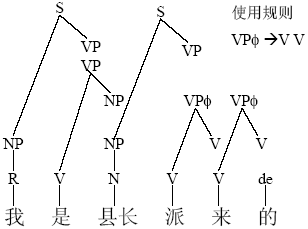 S S 使用规则
VP VP VPφ→V V
VP
NP VPφ VPφ
NP NP V V
R V N V V de
我 是 县长 派 来 的